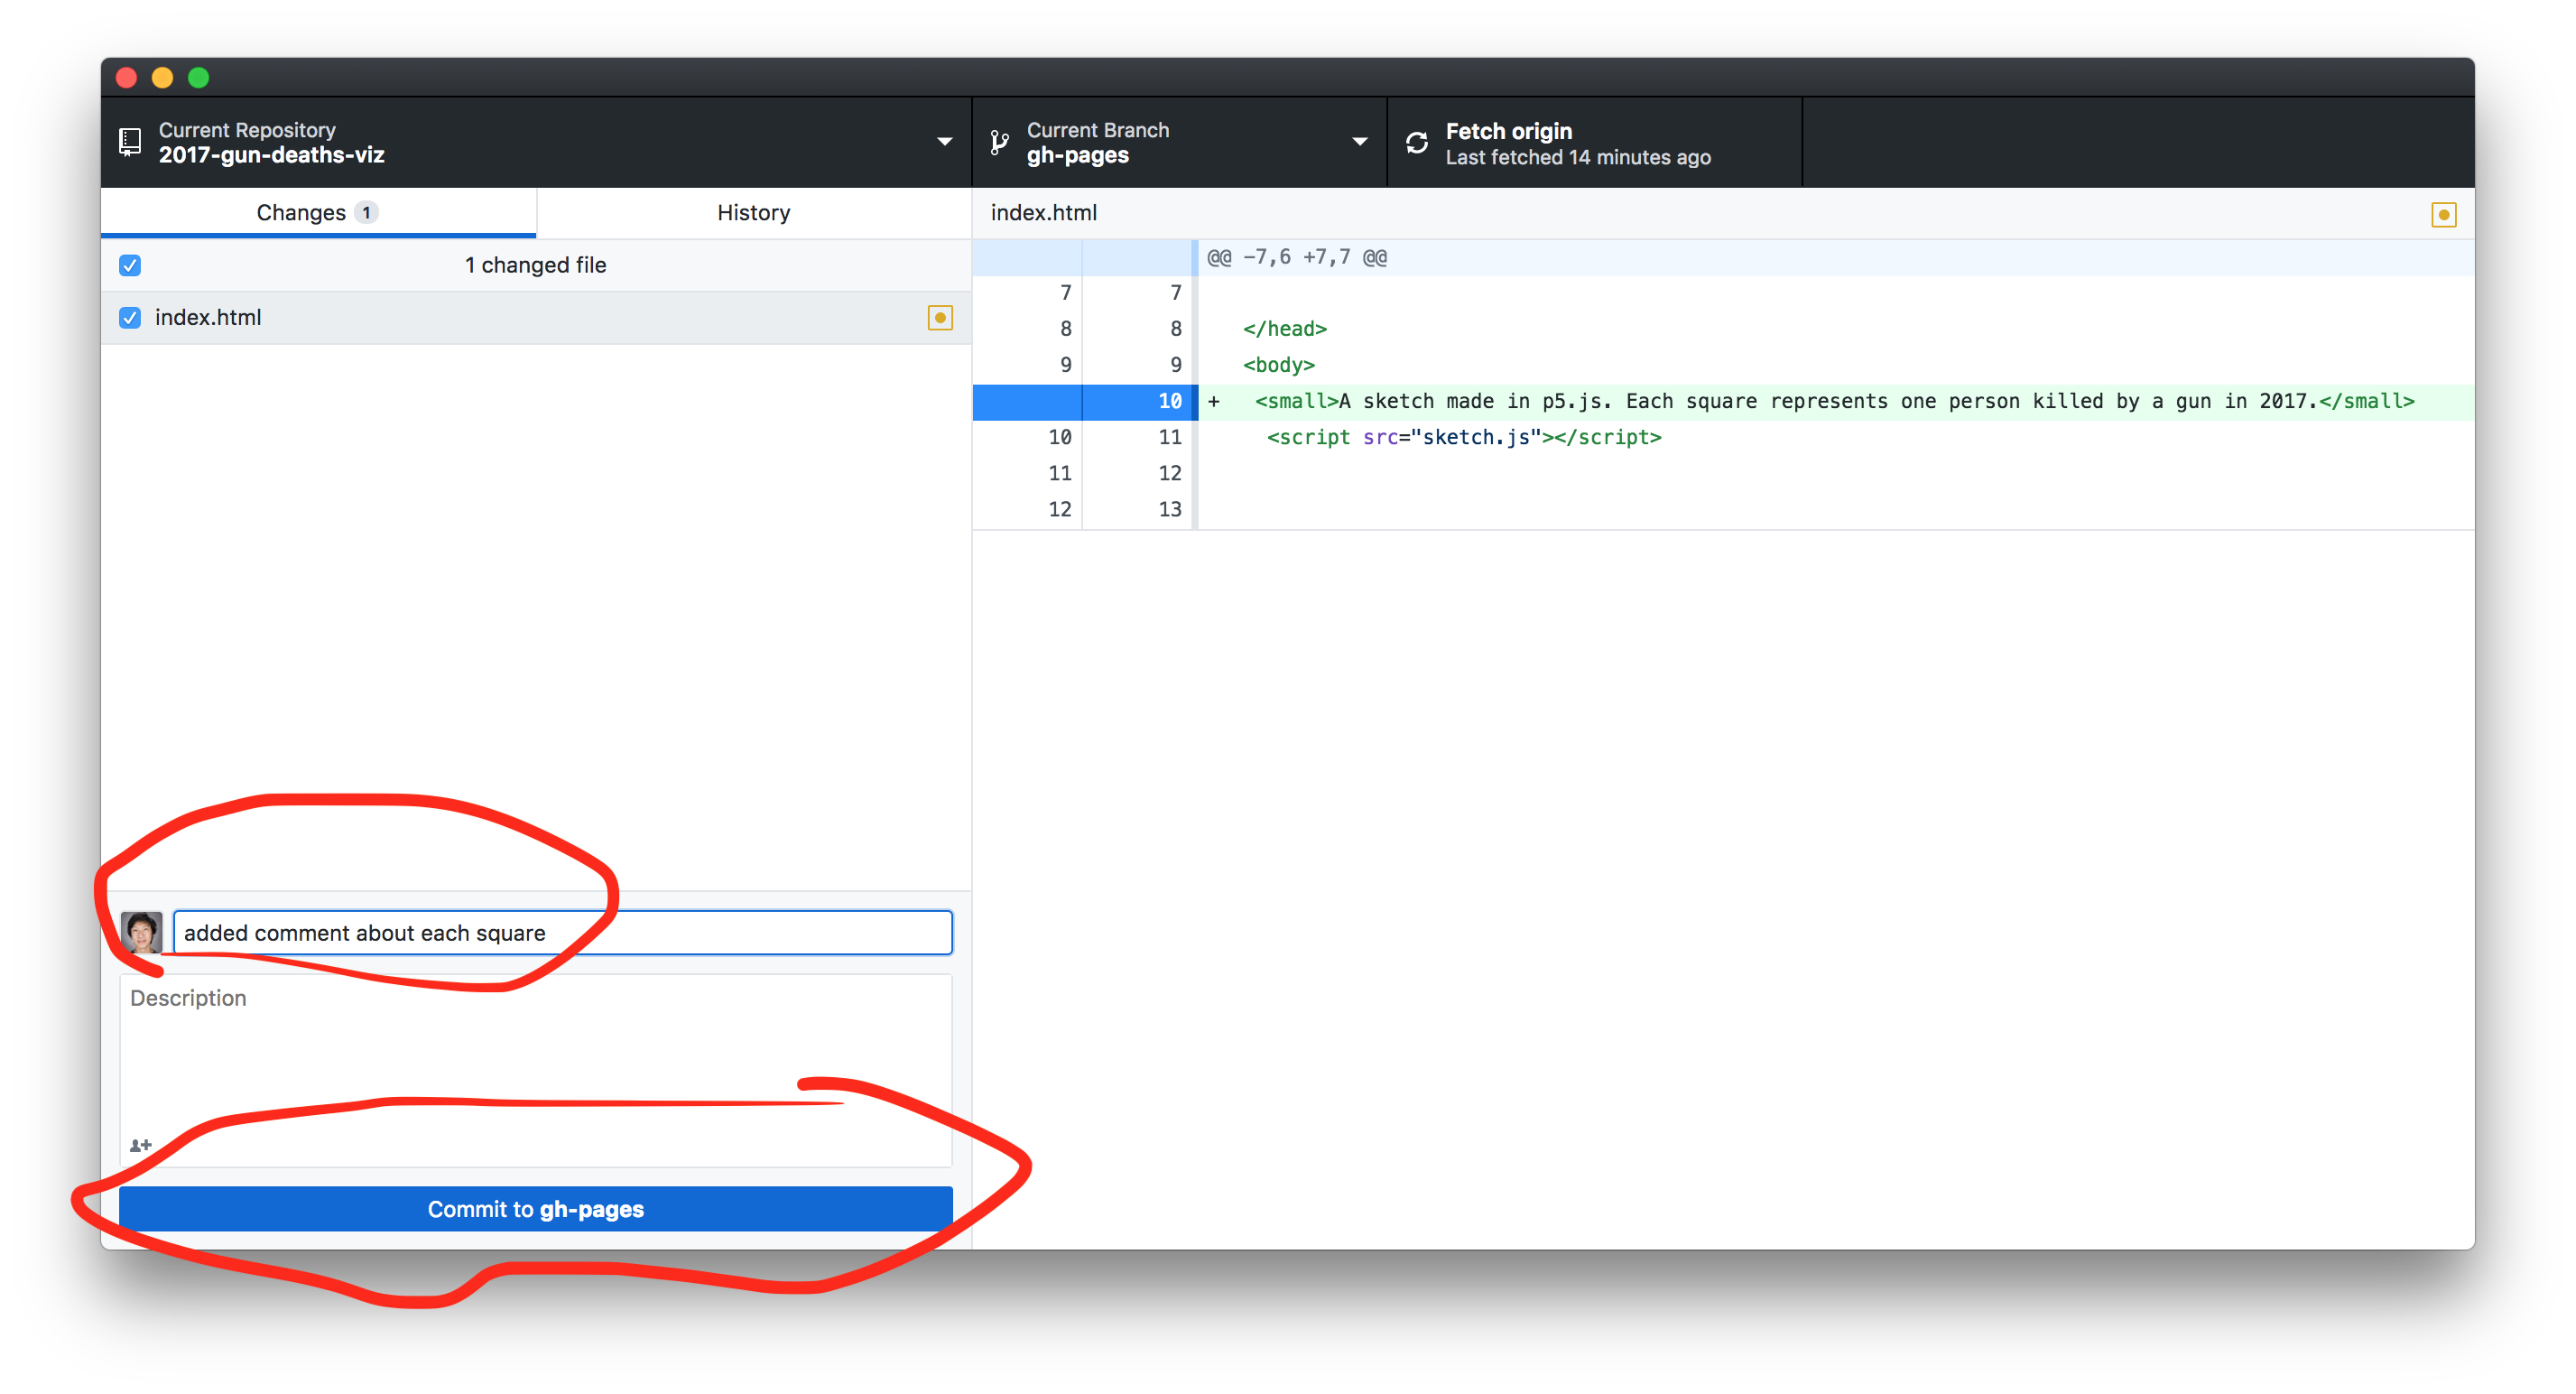 Current Repository
2017-gun-deaths-viz
Current Branch
gh-pages
Fetch origin
Last fetched 14 minutes ago
Changes 1
History
1 changed file
index.html
added comment about each square
Description
Commit to gh-pages
index.html
@@ -7,6 +7,7 @@
7 7
8 8 </head>
9 9 <body>
10 + <small>A sketch made in p5.js. Each square represents one person killed by a gun in 2017.</small>
10 11 <script src="sketch.js"></script>
11 12
12 13